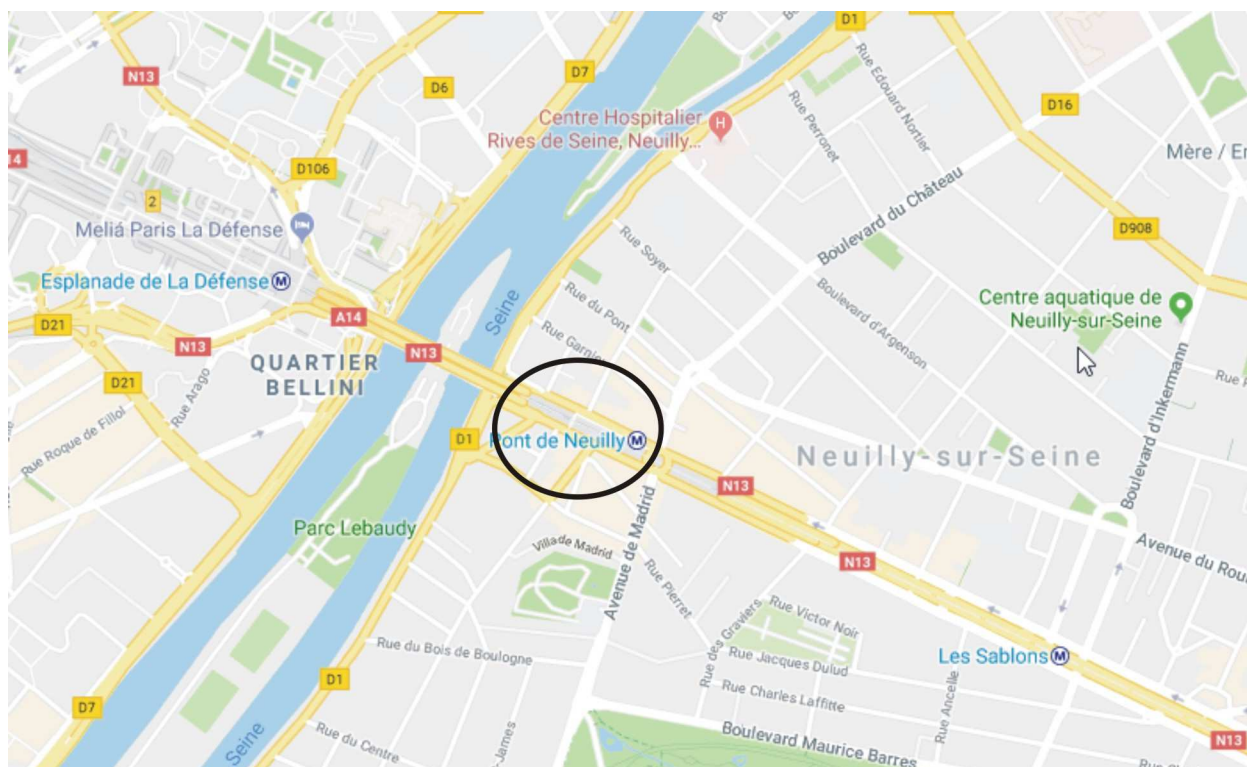 D1
N13
D7
D6
Rue Edouard Nortier
D16
Rue Perronet
Centre Hospitalier
Rives de Seine, Neuilly...
H
14
D106
Mère / Er
2
Boulevard du Château
Meliá Paris La Défense
D908
Rue Soyer
Esplanade de La Défense M
Seine
Rue du Pont
Boulevard d'Argenson
Centre aquatique de
Neuilly-sur-Seine
A14
D21
N13
Rue Garnier
QUARTIER
BELLINI
N13
D21
Rue Arago
Boulevard d'Inkermann
Rue Roque de Fillol
D1
Pont de Neuilly M
Neuilly-sur-Seine
N13
Parc Lebaudy
Villa de Madrid
Avenue de Madrid
Rue Pierret
N13
Avenue du Rou
Rue des Graviers
Rue Victor Noir
Rue du Bois de Boulogne
Rue Jacques Dulud
Les Sablons M
D1
Rue Charles Laffitte
Rue Ancelle
D7
Seine
Rue du Centre
-James
Boulevard Maurice Barres
N13